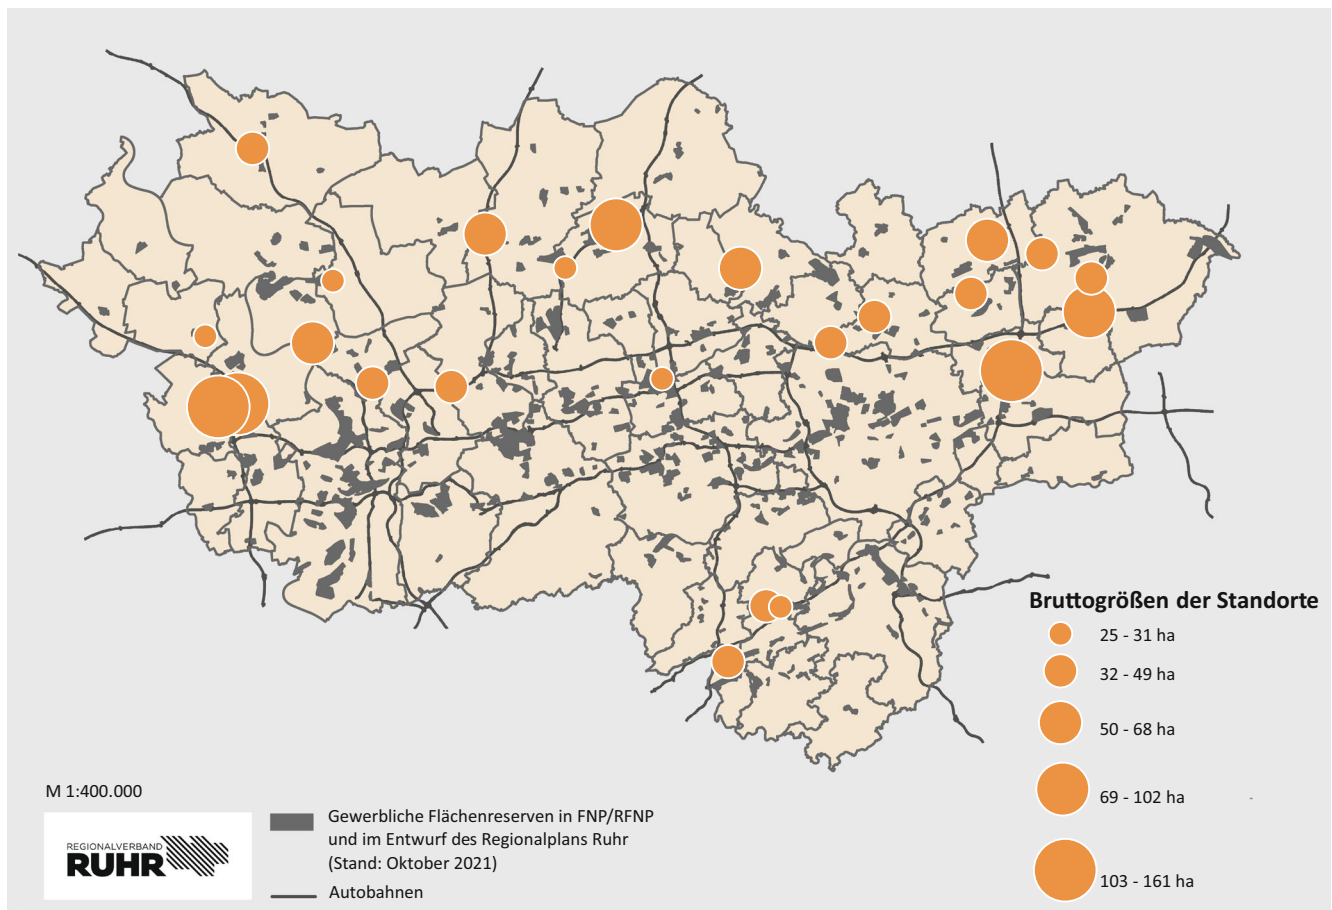 Bruttogrößen der Standorte
25 - 31 ha
32 - 49 ha
50 - 68 ha
69 - 102 ha
103 - 161 ha
M 1:400.000
REGIONALVERBAND
RUHR
Gewerbliche Flächenreserven in FNP/RFNP
und im Entwurf des Regionalplans Ruhr
(Stand: Oktober 2021)
Autobahnen